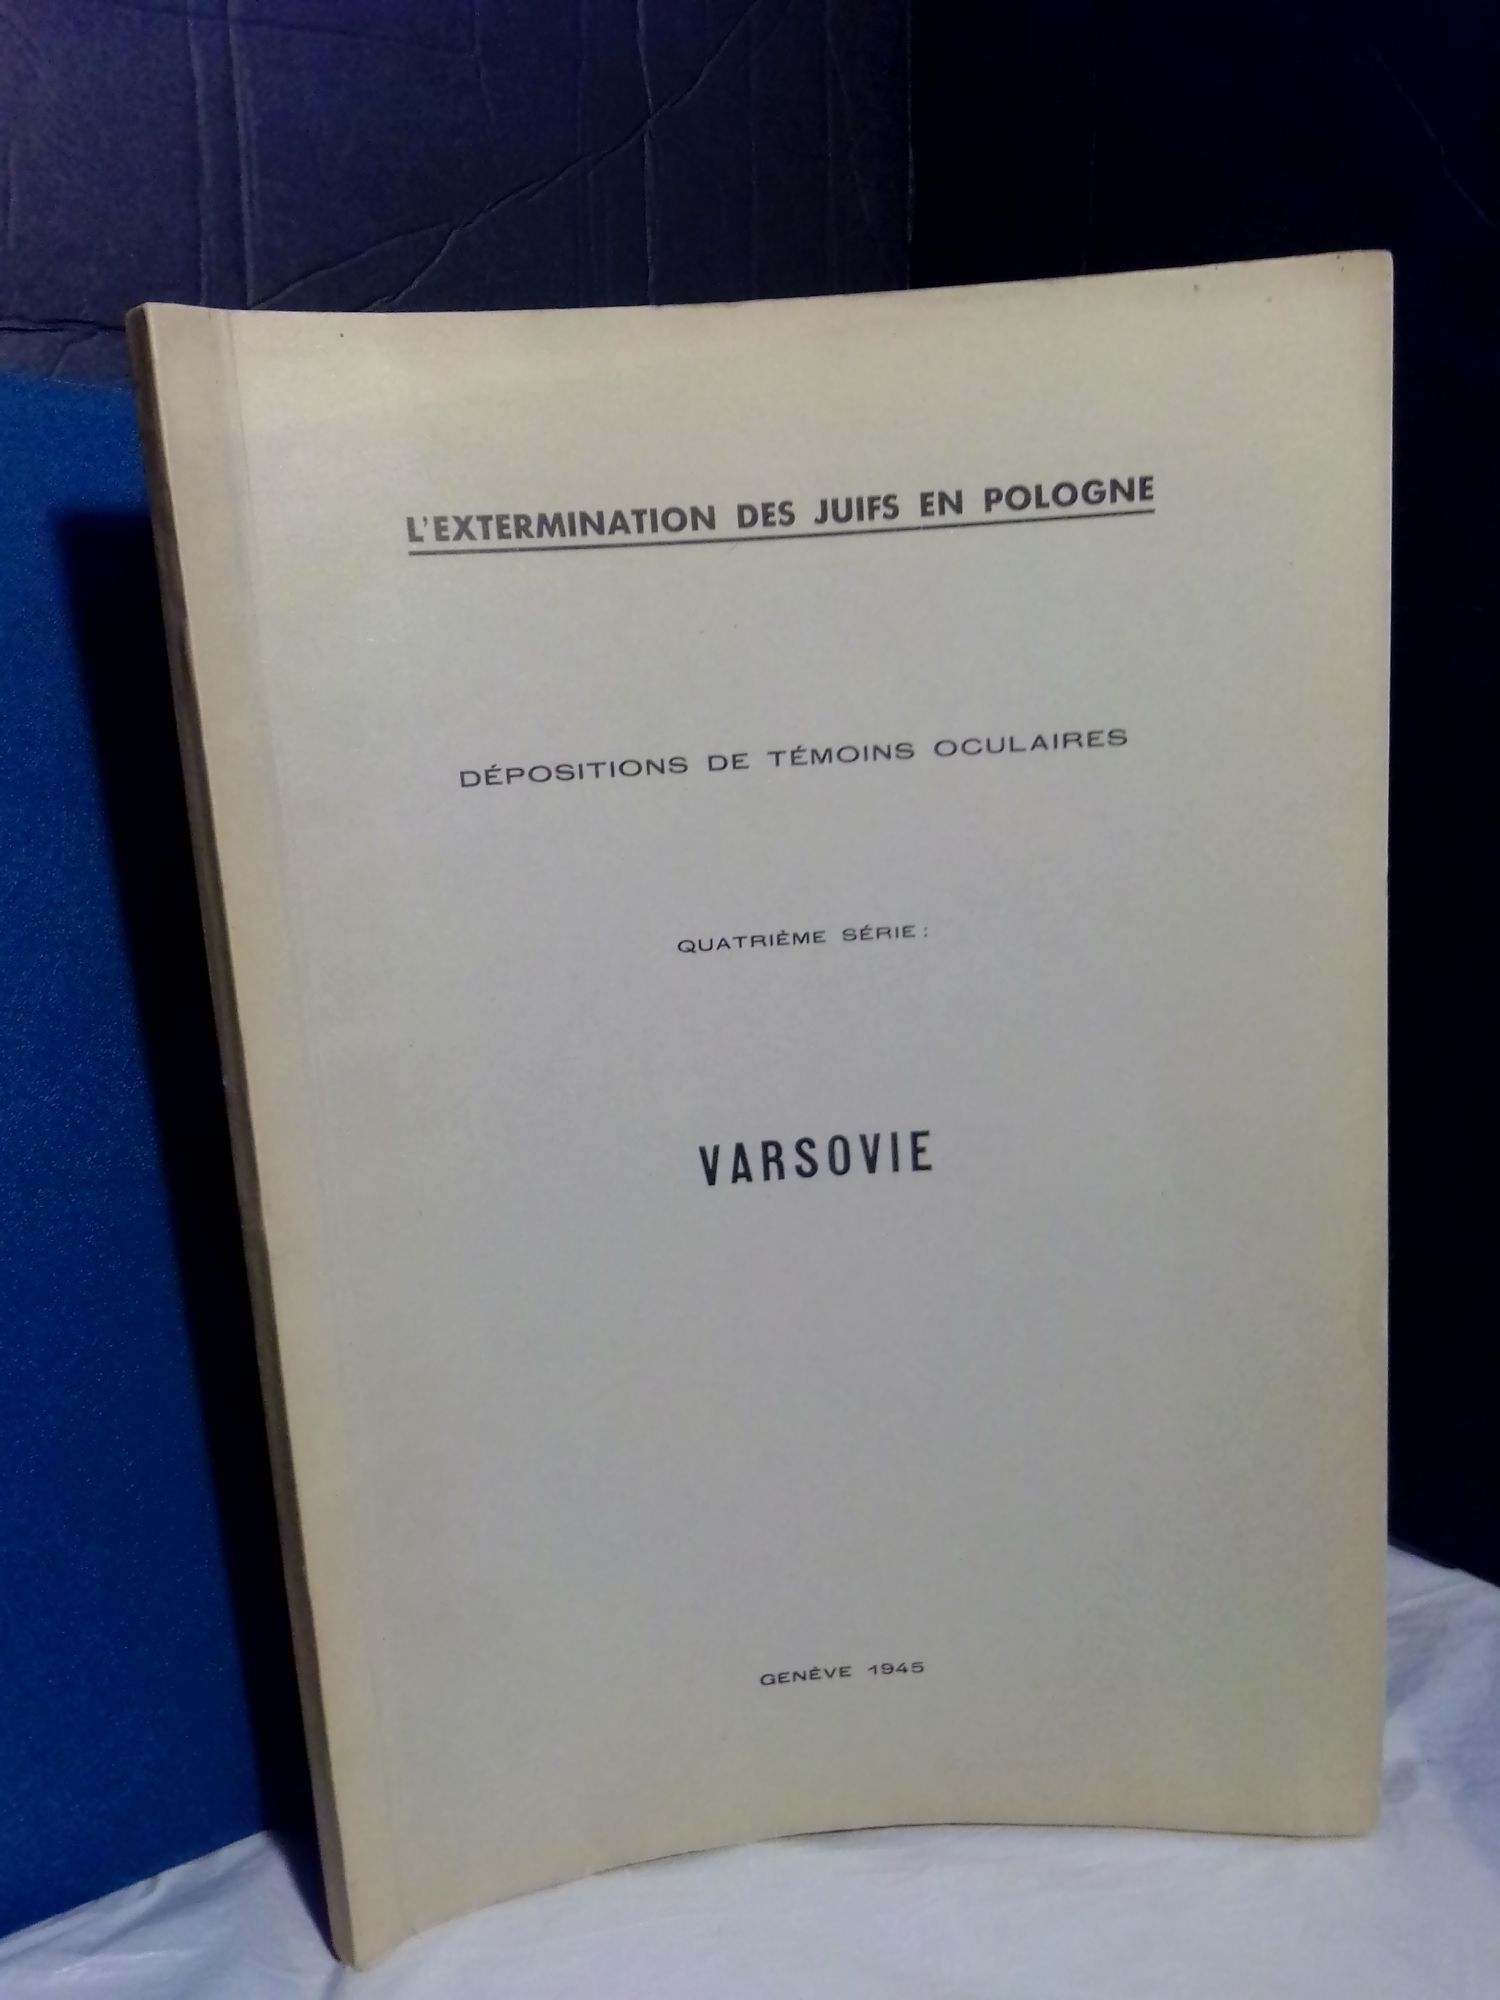 L'EXTERMINATION DES JUIFS EN POLOGNE
DÉPOSITIONS DE TÉMOINS OCULAIRES
QUATRIÈME SÉRIE:
VARSOVIE
GENÈVE 1945